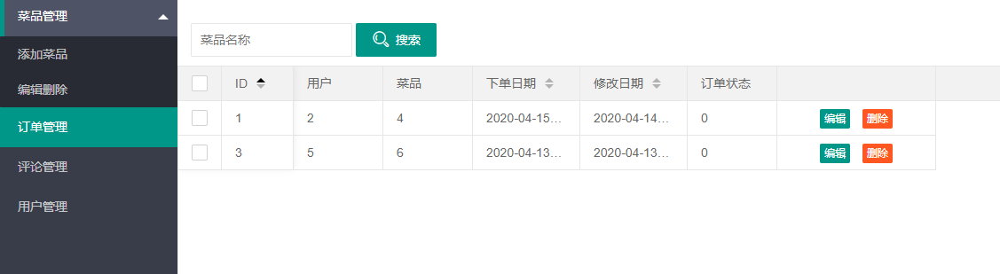 菜品管理
添加菜品
编辑删除
订单管理
评论管理
用户管理
菜品名称 搜索
ID 用户 菜品 下单日期 修改日期 订单状态
1 2 4 2020-04-15... 2020-04-14... 0 编辑 删除
3 5 6 2020-04-13... 2020-04-13... 0 编辑 删除